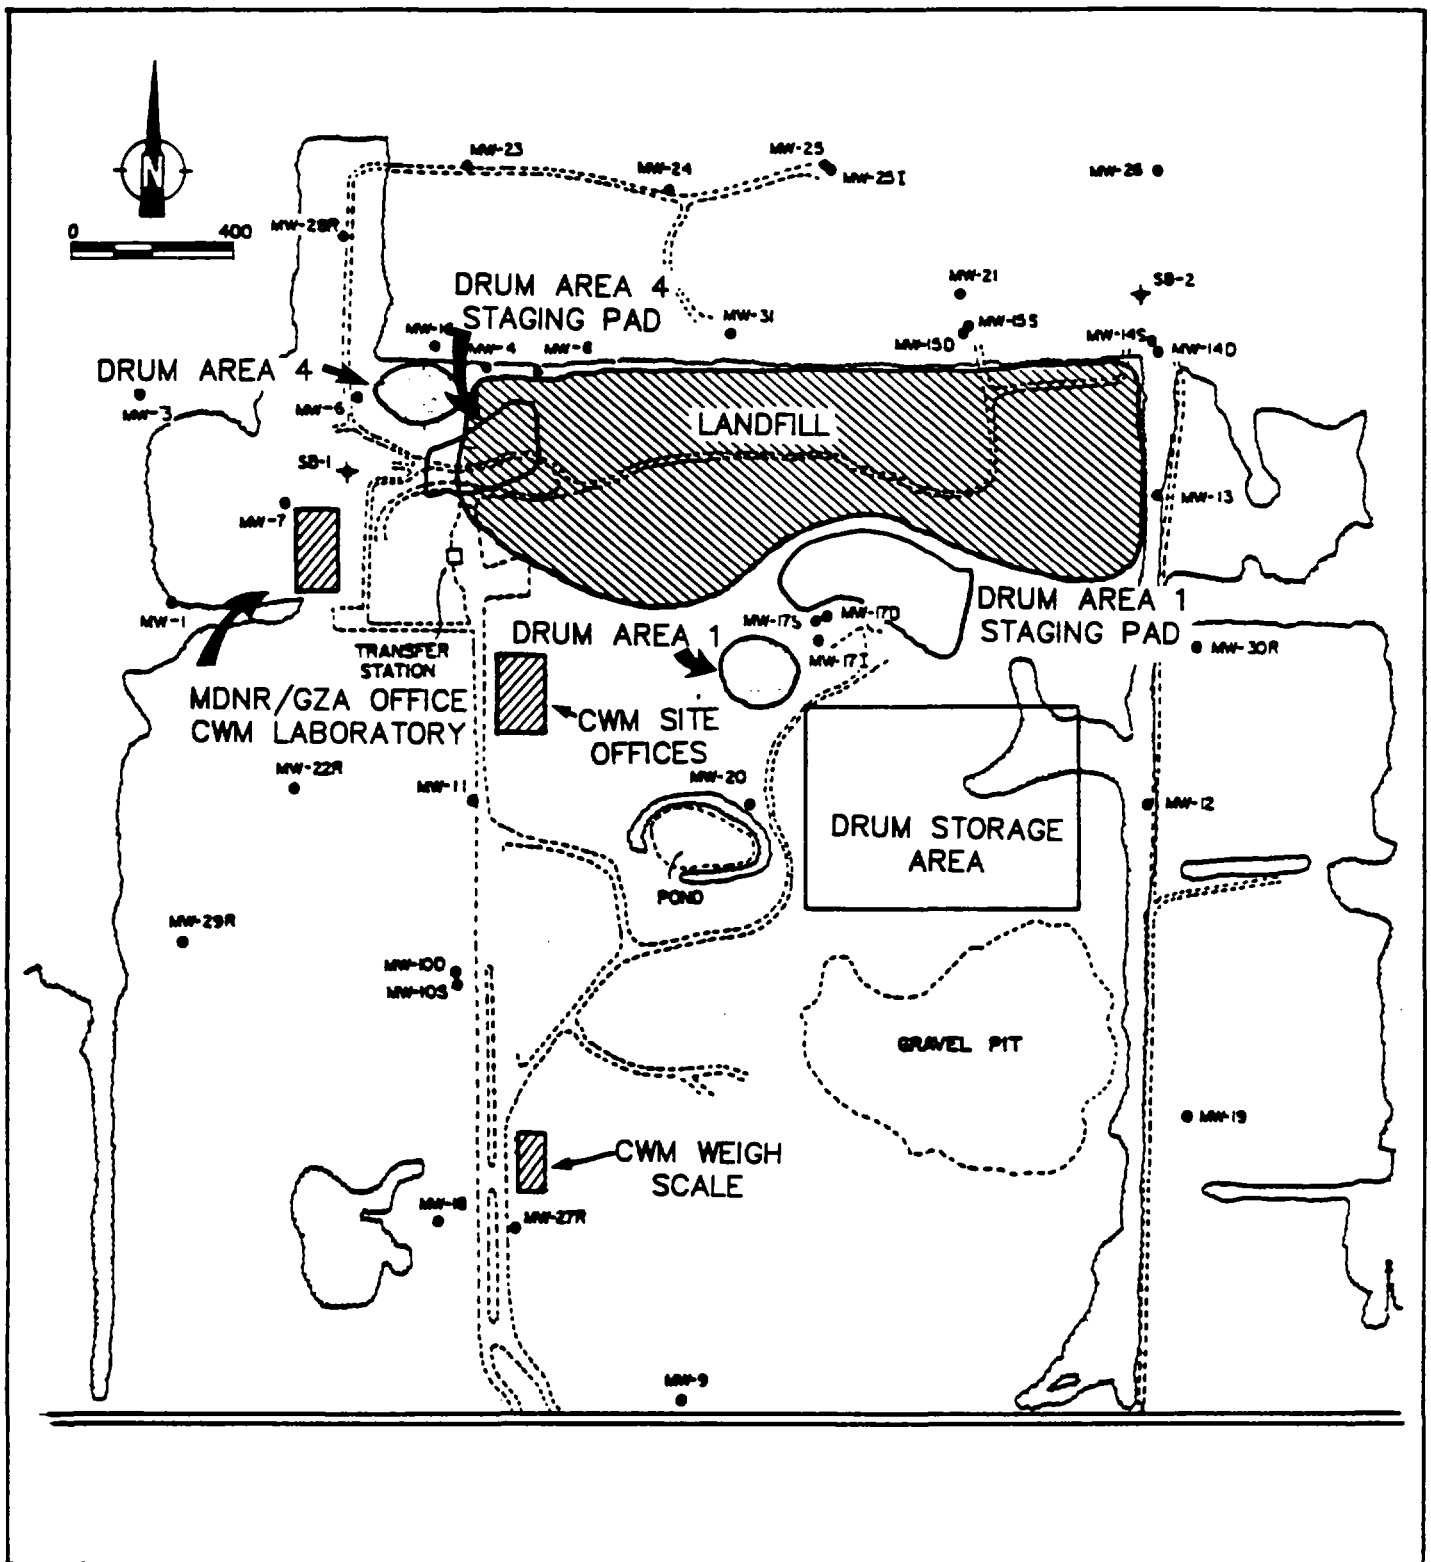 MW-23
MW-24
MW-25
MW-25I
MW-26
N
0 400
MW-28R
DRUM AREA 4
STAGING PAD
MW-21
SB-2
MW-31
MW-15S
MW-15D
MW-14S
MW-14D
MW-4
DRUM AREA 4
MW-3
MW-6
LANDFILL
SB-1
MW-7
MW-13
MW-1
DRUM AREA 1
STAGING PAD
MW-17S
MW-17D
MW-17I
DRUM AREA 1
MW-30R
TRANSFER
STATION
MDNR/GZA OFFICE
CWM LABORATORY
CWM SITE
OFFICES
MW-22R
MW-11
MW-20
MW-12
DRUM STORAGE
AREA
POND
MW-29R
MW-10D
MW-10S
GRAVEL PIT
MW-19
CWM WEIGH
SCALE
MW-18
MW-27R
MW-9